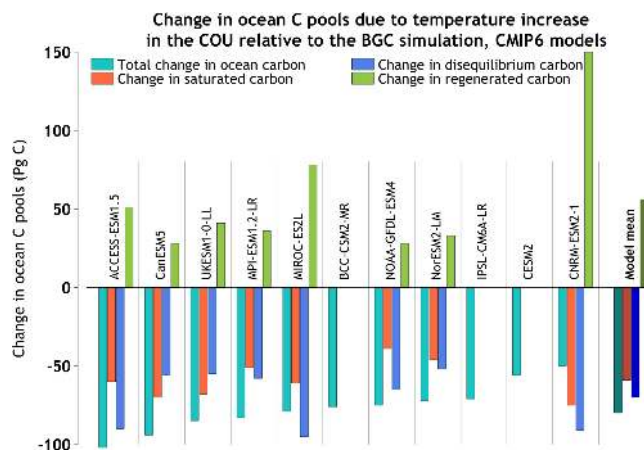 Change in ocean C pools due to temperature increase
in the COU relative to the BGC simulation, CMIP6 models
Total change in ocean carbon
Change in disequilibrium carbon
Change in saturated carbon
Change in regenerated carbon
Change in ocean C pools (Pg C)
150
100
50
0
-50
-100
ACCESS-ESM1.5
CanESM5
UKESM1-0-LL
MPI-ESM1.2-LR
MIROC-ES2L
BCC-CSM2-MR
NOAA-GFDL-ESM4
NorESM2-LM
IPSL-CM6A-LR
CESM2
CNRM-ESM2-1
Model mean